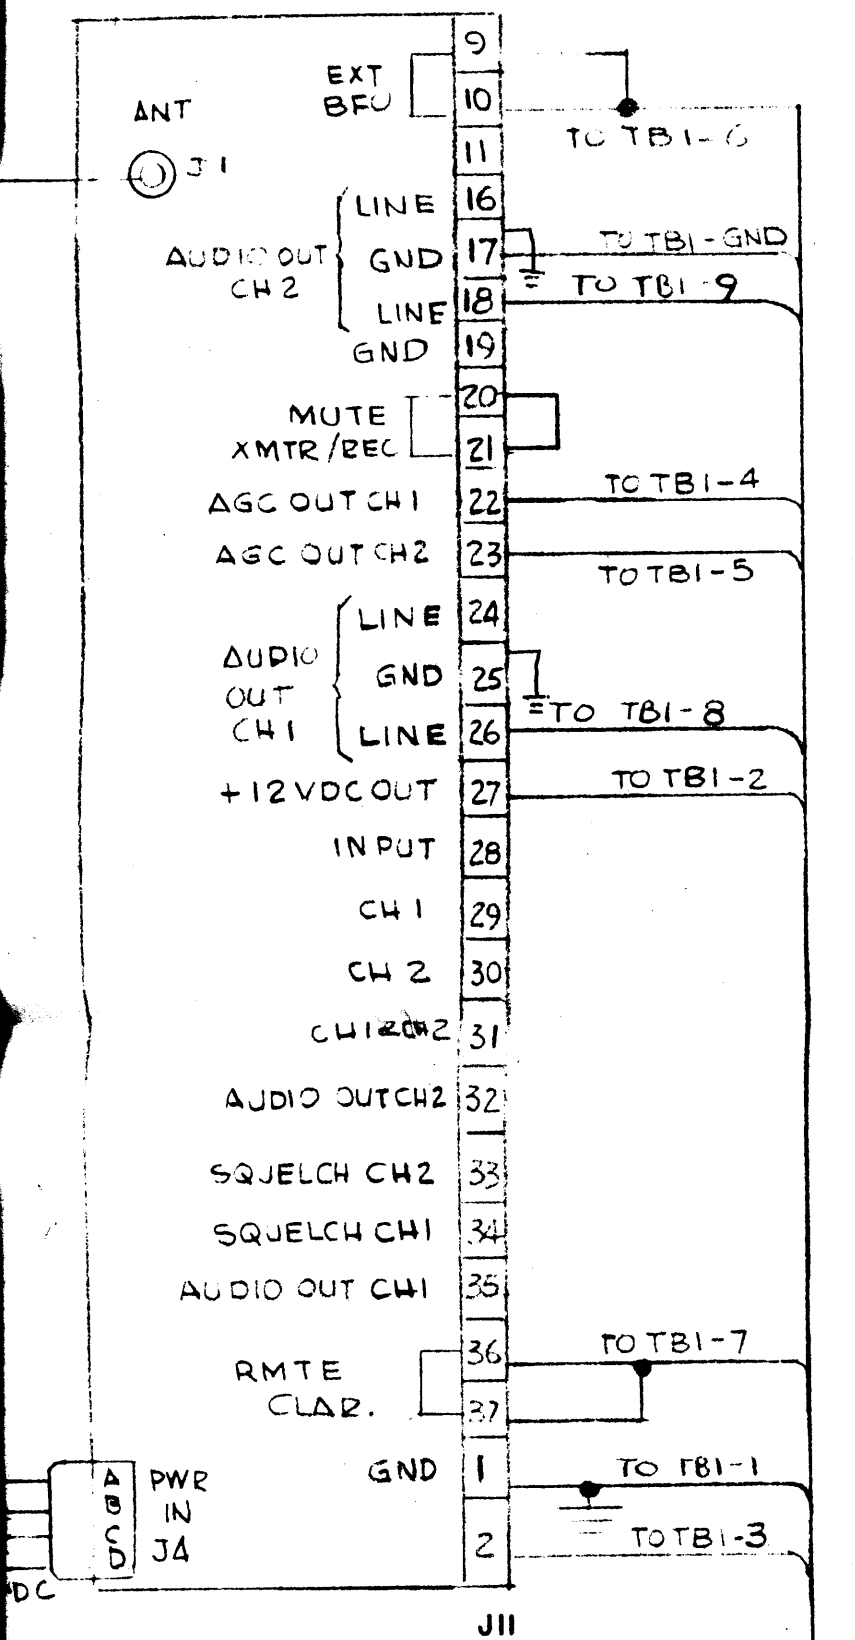 9
EXT
BFO 10
ANT
TO TB1-6
11
J1
LINE 16
AUDIO OUT
CH 2
GND 17 TO TB1-GND
LINE 18 TO TB1-9
GND 19
20
MUTE
XMTR/REC 21
AGC OUT CH1 22 TO TB1-4
AGC OUT CH2 23
TO TB1-5
LINE 24
AUDIO
OUT
CH1
GND 25
LINE 26 TO TB1-8
+12VDC OUT 27 TO TB1-2
INPUT 28
CH 1 29
CH 2 30
31
AUDIO OUT CH2 32
SQUELCH CH2 33
SQUELCH CH1 34
AUDIO OUT CH1 35
36 TO TB1-7
RMTE
CLAR. 37
GND 1 TO TB1-1
A PWR
B IN
C
D J4
2 TO TB1-3
DC
J11